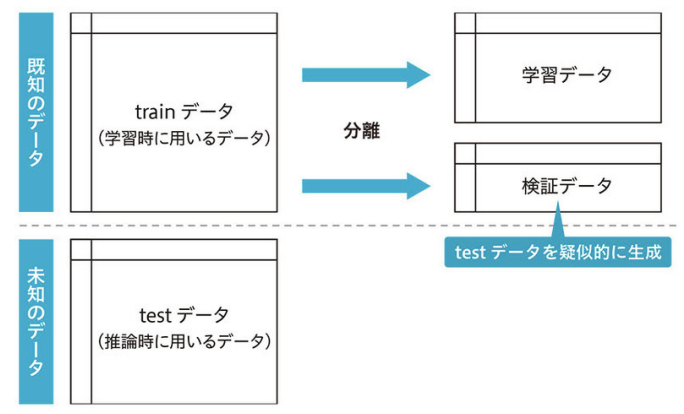 既知のデータ
train データ
(学習時に用いるデータ)
分離
学習データ
検証データ
test データを疑似的に生成
未知のデータ
test データ
(推論時に用いるデータ)